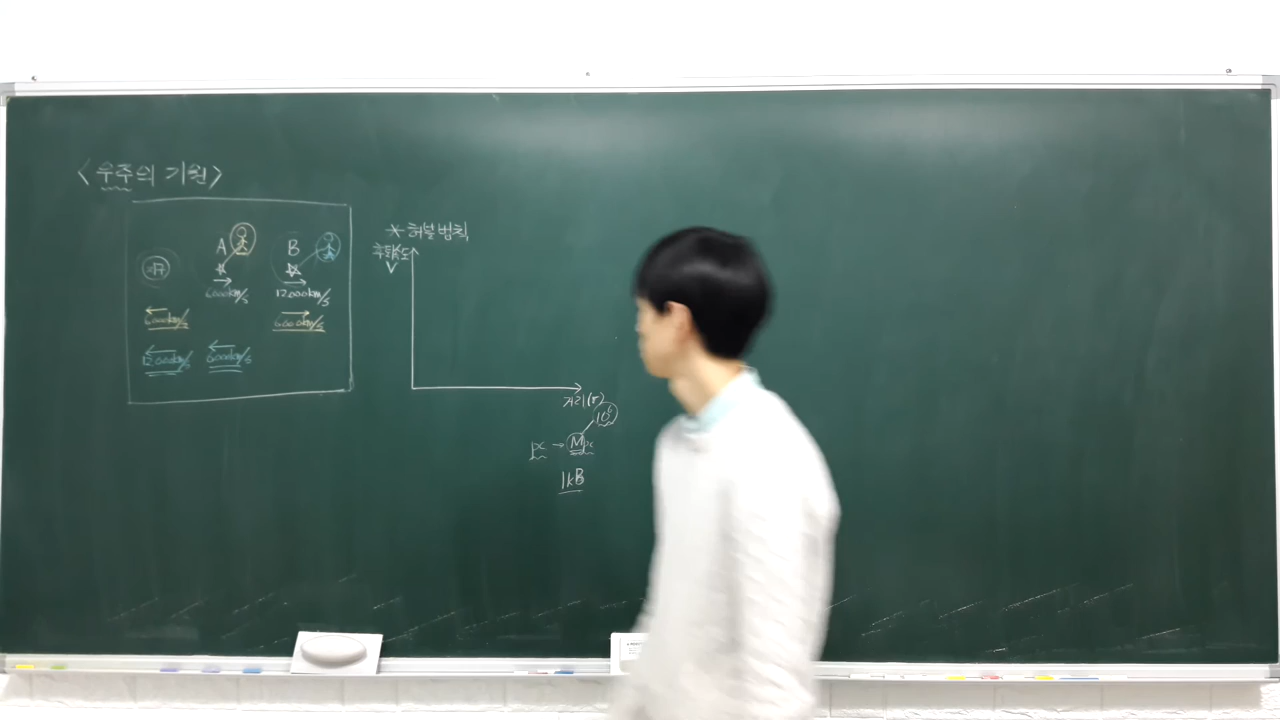 <우주의 기원>
A
B
6000km/s
12000km/s
6000km/s
6000km/s
12000km/s
6000km/s
* 허블법칙,
후퇴속도
V
거리(r)
10⁶
pc → Mpc
1kB